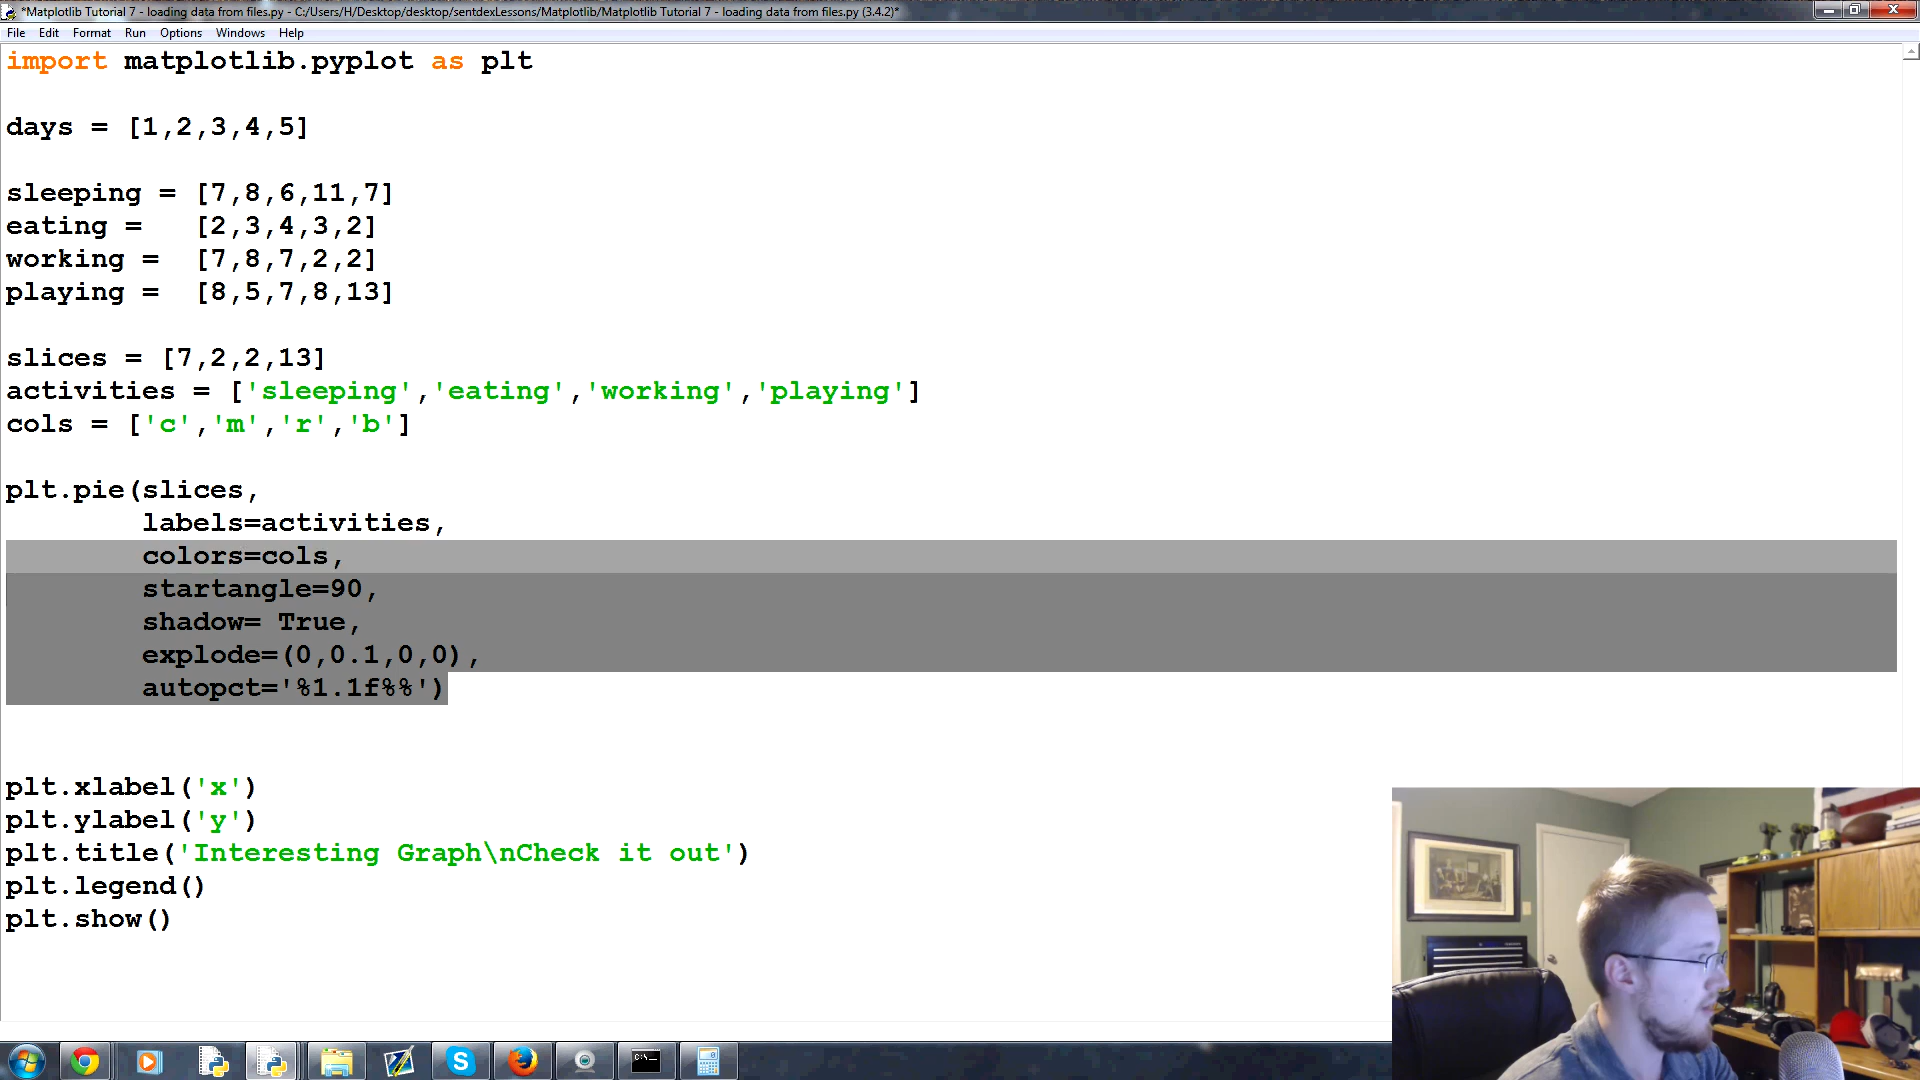 *Matplotlib Tutorial 7 - loading data from files.py - C:/Users/H/Desktop/desktop/sentdexLessons/Matplotlib/Matplotlib Tutorial 7 - loading data from files.py (3.4.2)*
File Edit Format Run Options Windows Help
import matplotlib.pyplot as plt
days = [1,2,3,4,5]
sleeping = [7,8,6,11,7]
eating =   [2,3,4,3,2]
working =  [7,8,7,2,2]
playing =  [8,5,7,8,13]
slices = [7,2,2,13]
activities = ['sleeping','eating','working','playing']
cols = ['c','m','r','b']
plt.pie(slices,
        labels=activities,
        colors=cols,
        startangle=90,
        shadow= True,
        explode=(0,0.1,0,0),
        autopct='%1.1f%%')
plt.xlabel('x')
plt.ylabel('y')
plt.title('Interesting Graph\nCheck it out')
plt.legend()
plt.show()